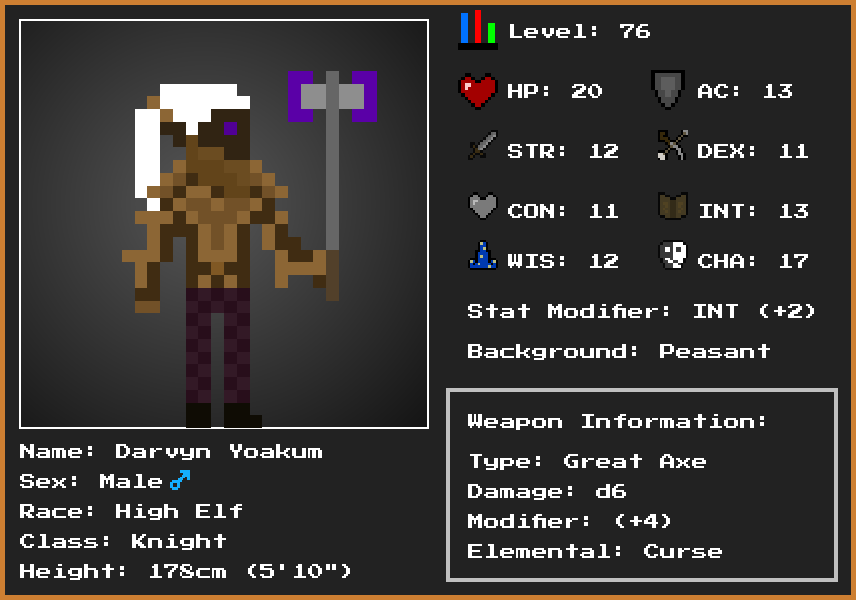 Level: 76
HP: 20
AC: 13
STR: 12
DEX: 11
CON: 11
INT: 13
WIS: 12
CHA: 17
Stat Modifier: INT (+2)
Background: Peasant
Weapon Information:
Type: Great Axe
Damage: d6
Modifier: (+4)
Elemental: Curse
Name: Darvyn Yoakum
Sex: Male ♂
Race: High Elf
Class: Knight
Height: 178cm (5'10")